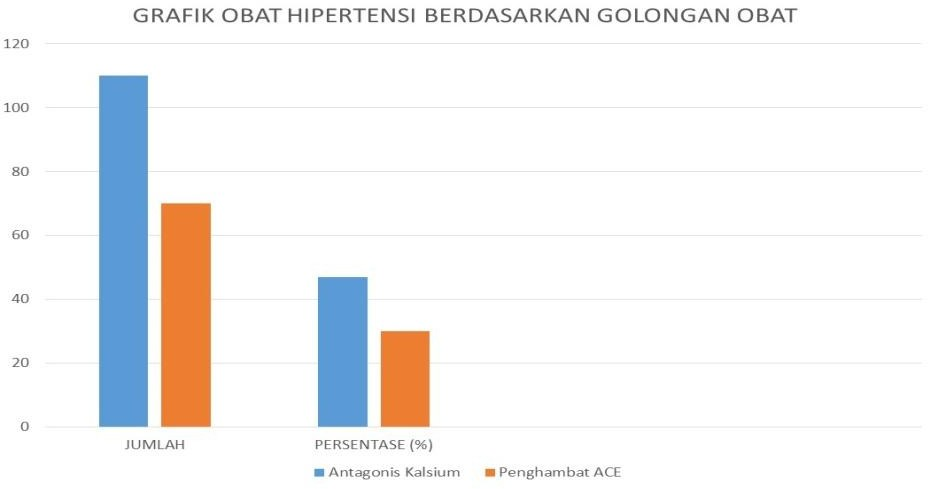 GRAFIK OBAT HIPERTENSI BERDASARKAN GOLONGAN OBAT
120
100
80
60
40
20
0
JUMLAH PERSENTASE (%)
Antagonis Kalsium Penghambat ACE